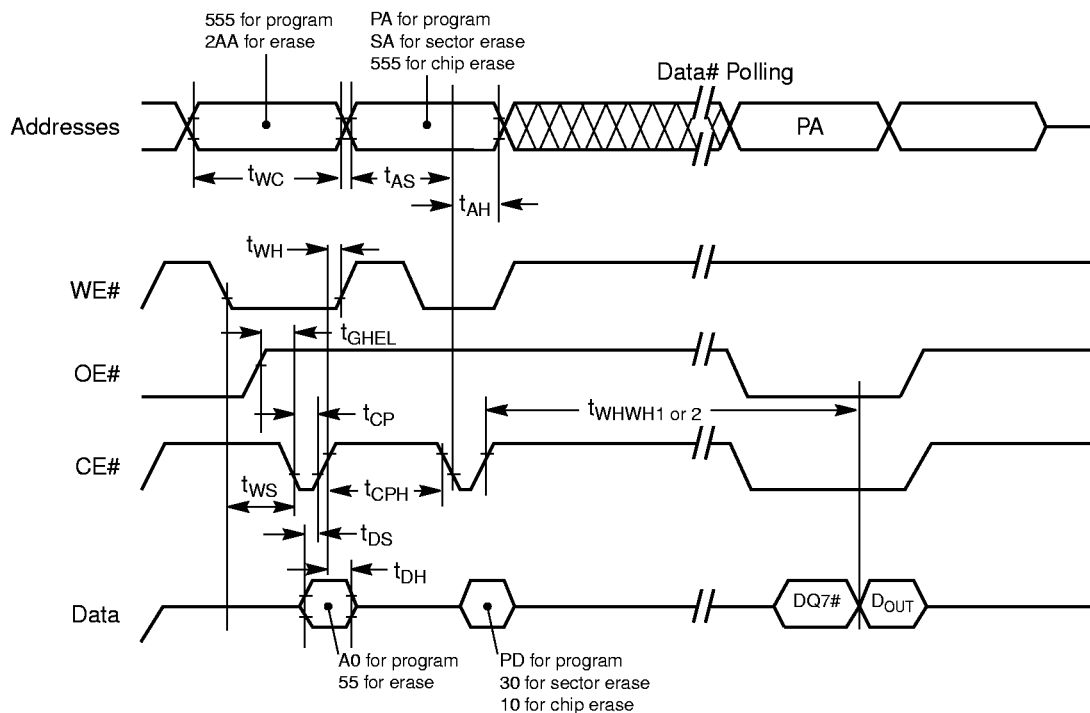 555 for program
2AA for erase
PA for program
SA for sector erase
555 for chip erase
Data# Polling
Addresses
PA
tWC
tAS
tAH
tWH
WE#
tGHEL
OE#
tCP
tWHWH1 or 2
CE#
tWS
tCPH
tDS
tDH
Data
DQ7#
DOUT
A0 for program
55 for erase
PD for program
30 for sector erase
10 for chip erase